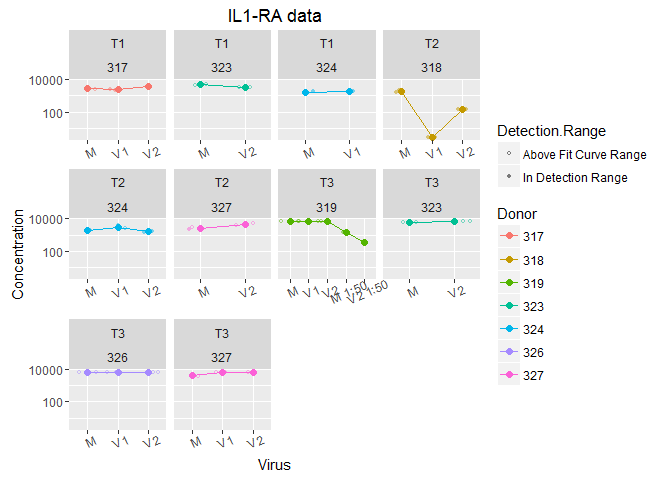 IL1-RA data
T1 T1 T1 T2
317 323 324 318
10000
100
M V1 V2 M V2 M V2 M V1 V2
T2 T2 T3 T3
324 327 319 323
10000
100
M V1 V2 M V2 M V1 V2 M 1:50 V2 1:50 M V2
T3 T3
326 327
10000
100
M V1 V2 M V1 V2
Concentration
Virus
Detection.Range
Above Fit Curve Range
In Detection Range
Donor
317
318
319
323
324
326
327